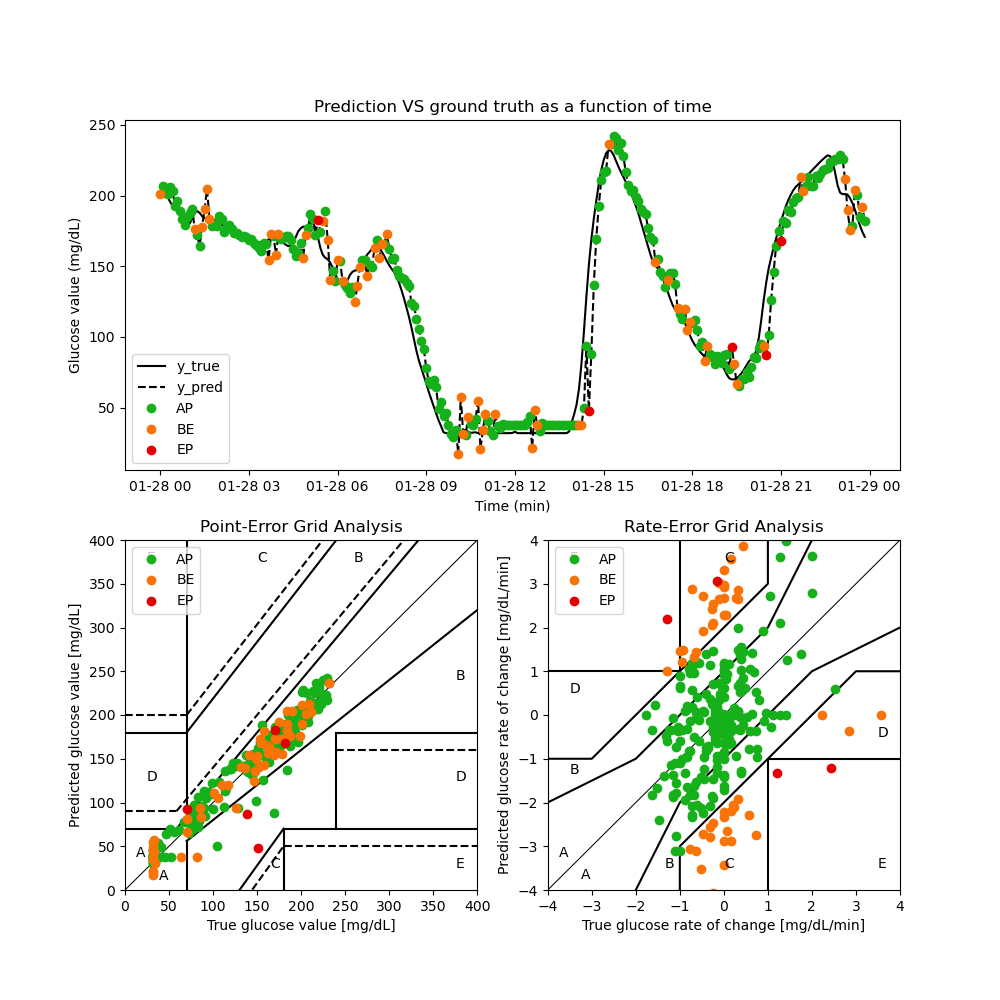 Prediction VS ground truth as a function of time
Glucose value (mg/dL)
250
200
150
100
50
y_true
y_pred
AP
BE
EP
01-28 00 01-28 03 01-28 06 01-28 09 01-28 12 01-28 15 01-28 18 01-28 21 01-29 00
Time (min)
Point-Error Grid Analysis
Predicted glucose value [mg/dL]
400
350
300
250
200
150
100
50
0
AP
BE
EP
C
B
B
D
D
A
A
C
E
0 50 100 150 200 250 300 350 400
True glucose value [mg/dL]
Rate-Error Grid Analysis
Predicted glucose rate of change [mg/dL/min]
4
3
2
1
0
−1
−2
−3
−4
AP
BE
EP
C
D
D
B
A
A
B
C
E
−4 −3 −2 −1 0 1 2 3 4
True glucose rate of change [mg/dL/min]